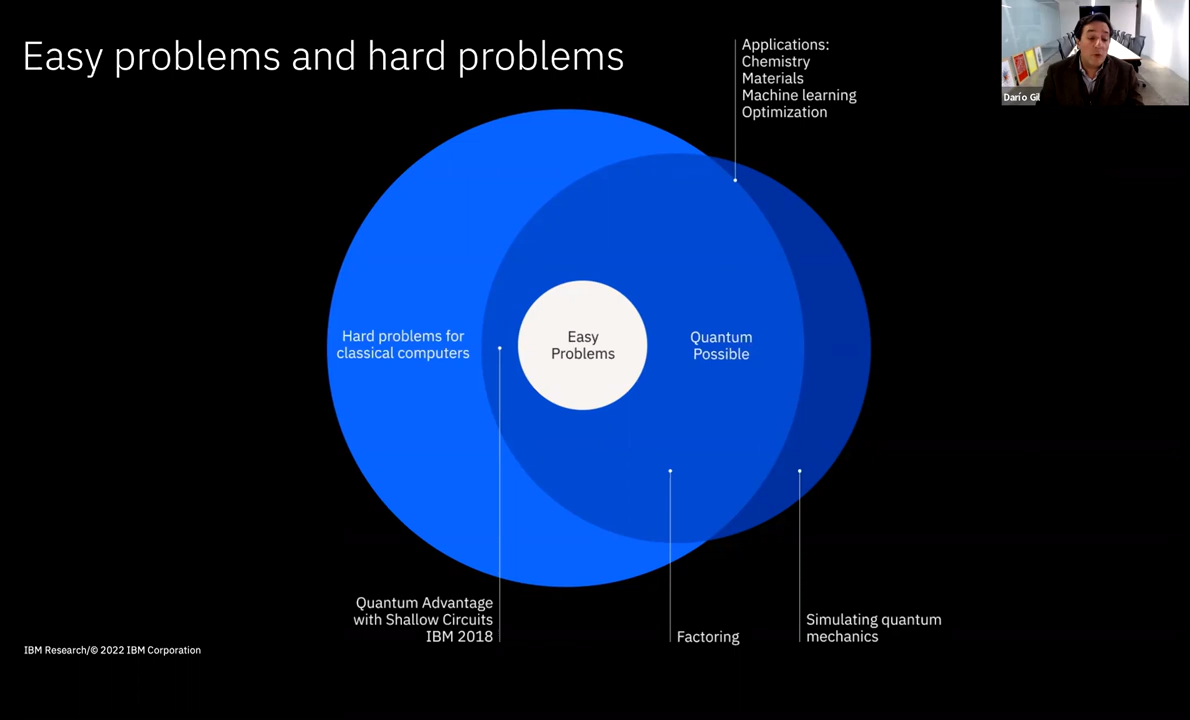 Easy problems and hard problems
Applications:
Chemistry
Materials
Machine learning
Optimization
Darío Gil
Hard problems for
classical computers
Easy
Problems
Quantum
Possible
Quantum Advantage
with Shallow Circuits
IBM 2018
Factoring
Simulating quantum
mechanics
IBM Research/© 2022 IBM Corporation